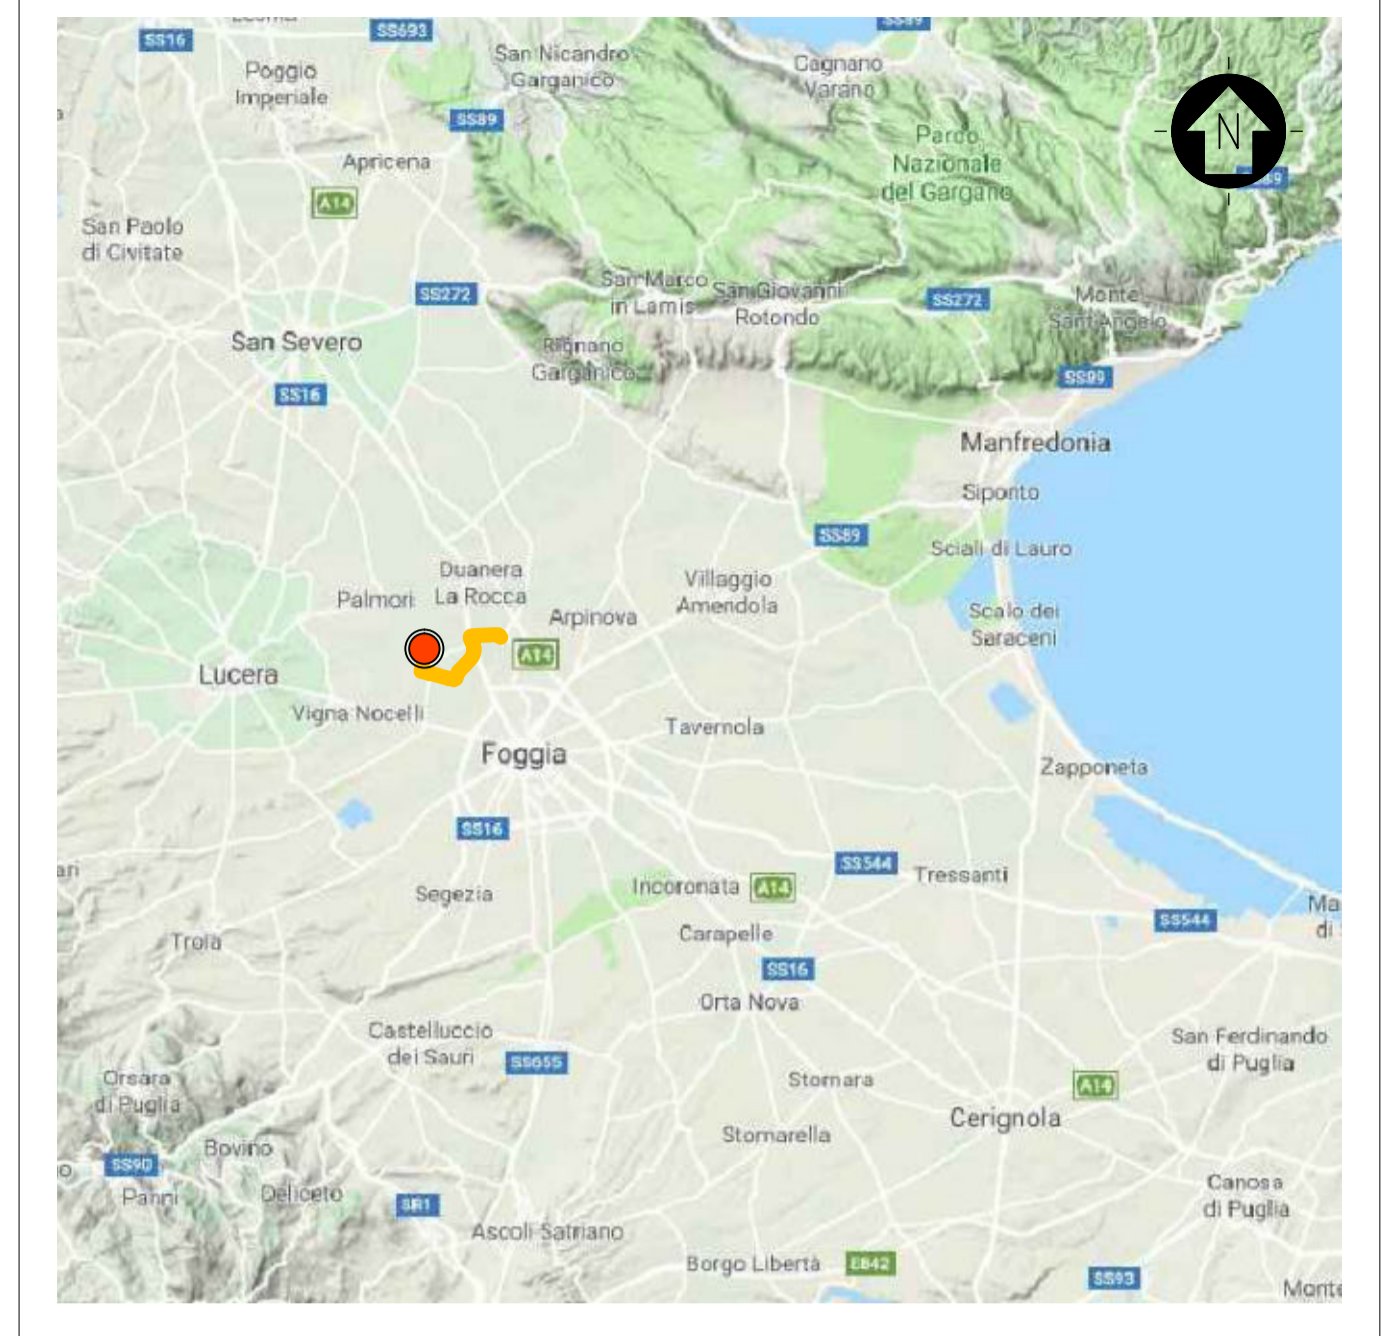 SS16
SS693
SS89
San Nicandro
Garganico
Cagnano
Varano
Poggio
Imperiale
SS89
Parco
Nazionale
del Gargano
N
Apricena
A14
San Paolo
di Civitate
SS272
San Marco
in Lamis
San Giovanni
Rotondo
SS272
Monte
Sant'Angelo
San Severo
Rignano
Garganico
SS16
Manfredonia
Siponto
SS89
Sciali di Lauro
Duanera
La Rocca
Palmori
Villaggio
Amendola
Arpinova
Scalo dei
Saraceni
A14
Lucera
Vigna Nocelli
Tavernola
Foggia
Zapponeta
SS16
SS544
Tressanti
Segezia
Incoronata
A14
Ma
di
SS544
Troia
Carapelle
SS16
Orta Nova
Castelluccio
dei Sauri
SS655
San Ferdinando
di Puglia
Orsara
di Puglia
Stornara
A14
Cerignola
Stornarella
Bovino
SS90
Panni
Deliceto
SR1
Canosa
di Puglia
Ascoli Satriano
Borgo Libertà
E842
SS93
Monte